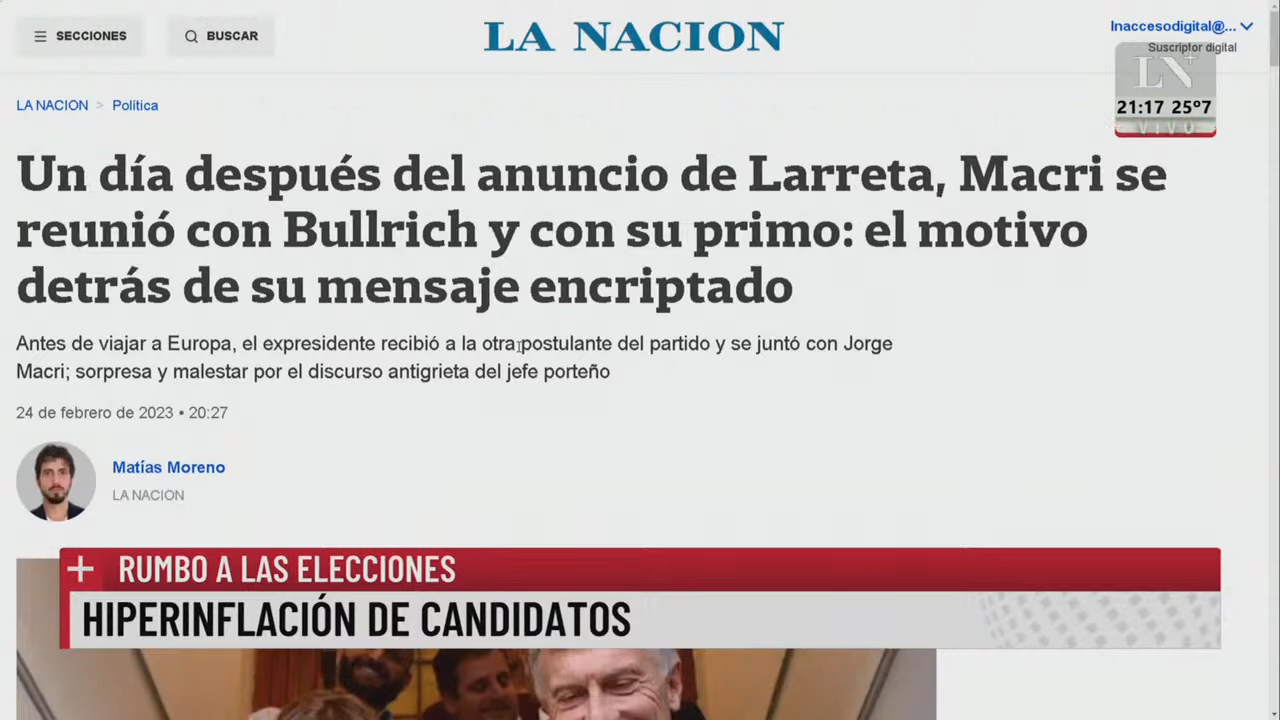 SECCIONES
BUSCAR
LA NACION
lnaccesodigital@...
Suscriptor digital
LN+
21:17 25º7
VIVO
LA NACION > Política
Un día después del anuncio de Larreta, Macri se
reunió con Bullrich y con su primo: el motivo
detrás de su mensaje encriptado
Antes de viajar a Europa, el expresidente recibió a la otra postulante del partido y se juntó con Jorge
Macri; sorpresa y malestar por el discurso antigrieta del jefe porteño
24 de febrero de 2023 • 20:27
Matías Moreno
LA NACION
+ RUMBO A LAS ELECCIONES
HIPERINFLACIÓN DE CANDIDATOS